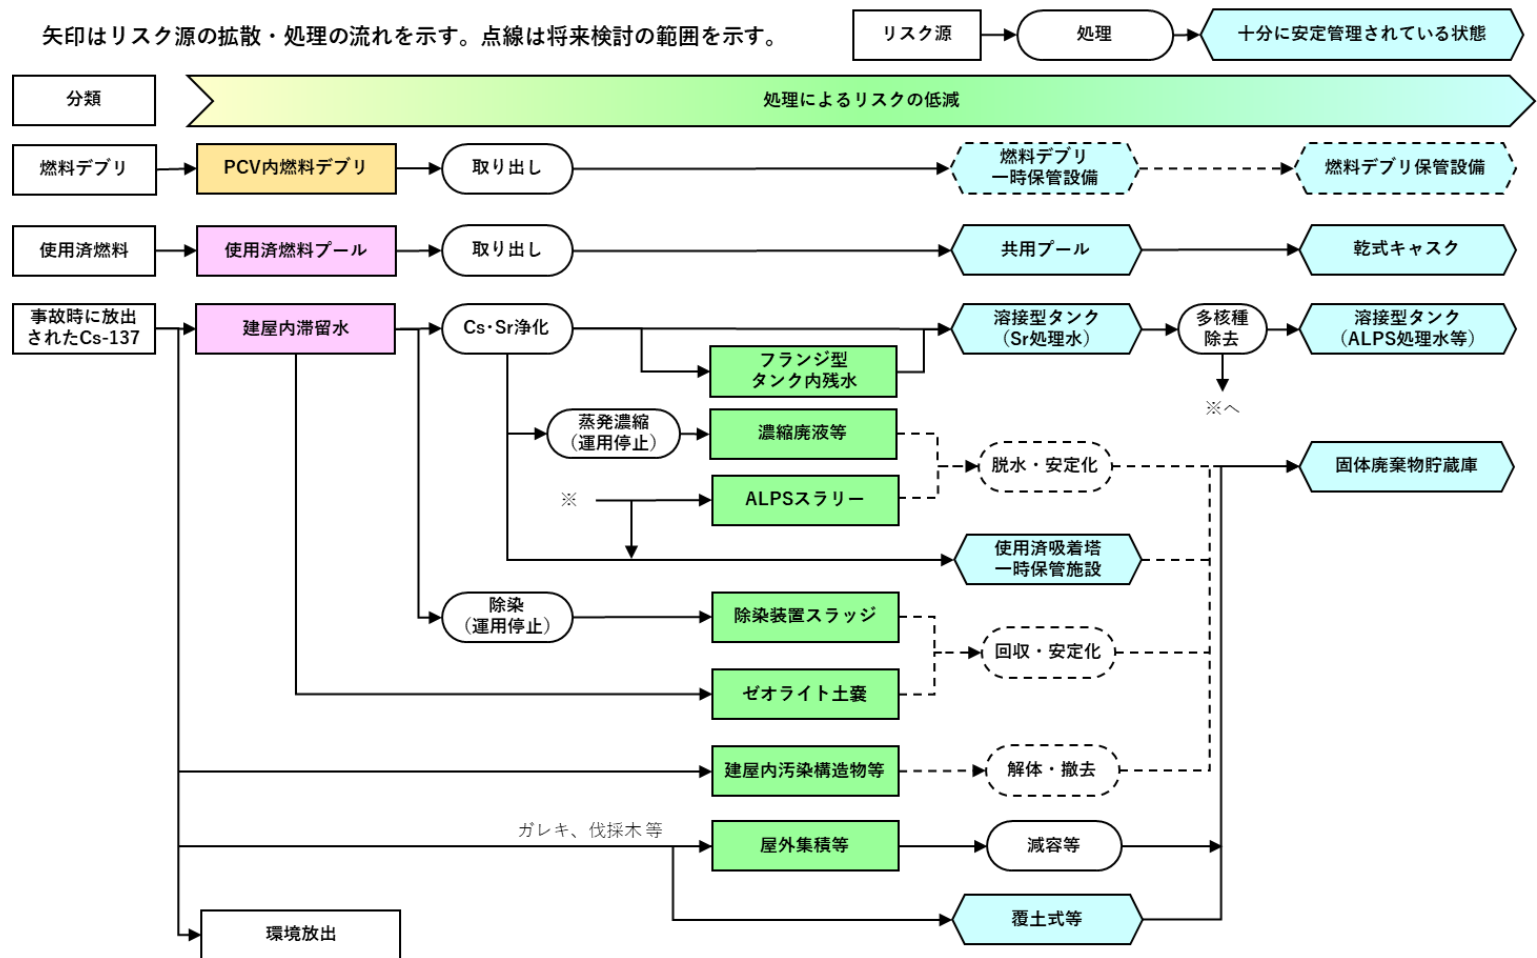 矢印はリスク源の拡散・処理の流れを示す。点線は将来検討の範囲を示す。
リスク源
処理
十分に安定管理されている状態
分類
処理によるリスクの低減
燃料デブリ
PCV内燃料デブリ
取り出し
燃料デブリ
一時保管設備
燃料デブリ保管設備
使用済燃料
使用済燃料プール
取り出し
共用プール
乾式キャスク
事故時に放出
されたCs-137
建屋内滞留水
Cs･Sr浄化
溶接型タンク
（Sr処理水）
多核種
除去
溶接型タンク
（ALPS処理水等）
フランジ型
タンク内残水
※へ
蒸発濃縮
（運用停止）
濃縮廃液等
脱水・安定化
固体廃棄物貯蔵庫
※
ALPSスラリー
使用済吸着塔
一時保管施設
除染
（運用停止）
除染装置スラッジ
回収・安定化
ゼオライト土嚢
建屋内汚染構造物等
解体・撤去
ガレキ、伐採木 等
屋外集積等
減容等
覆土式等
環境放出